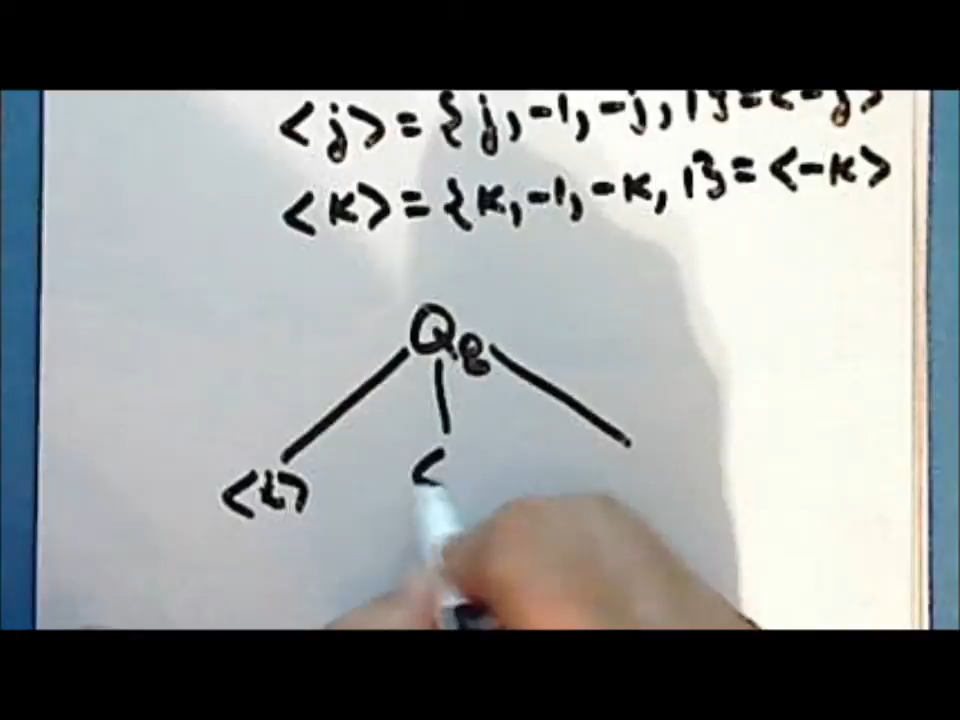 <j> = {j, -1, -j, 1} = <-j>
<k> = {k, -1, -k, 1} = <-k>
Q8
<i> <